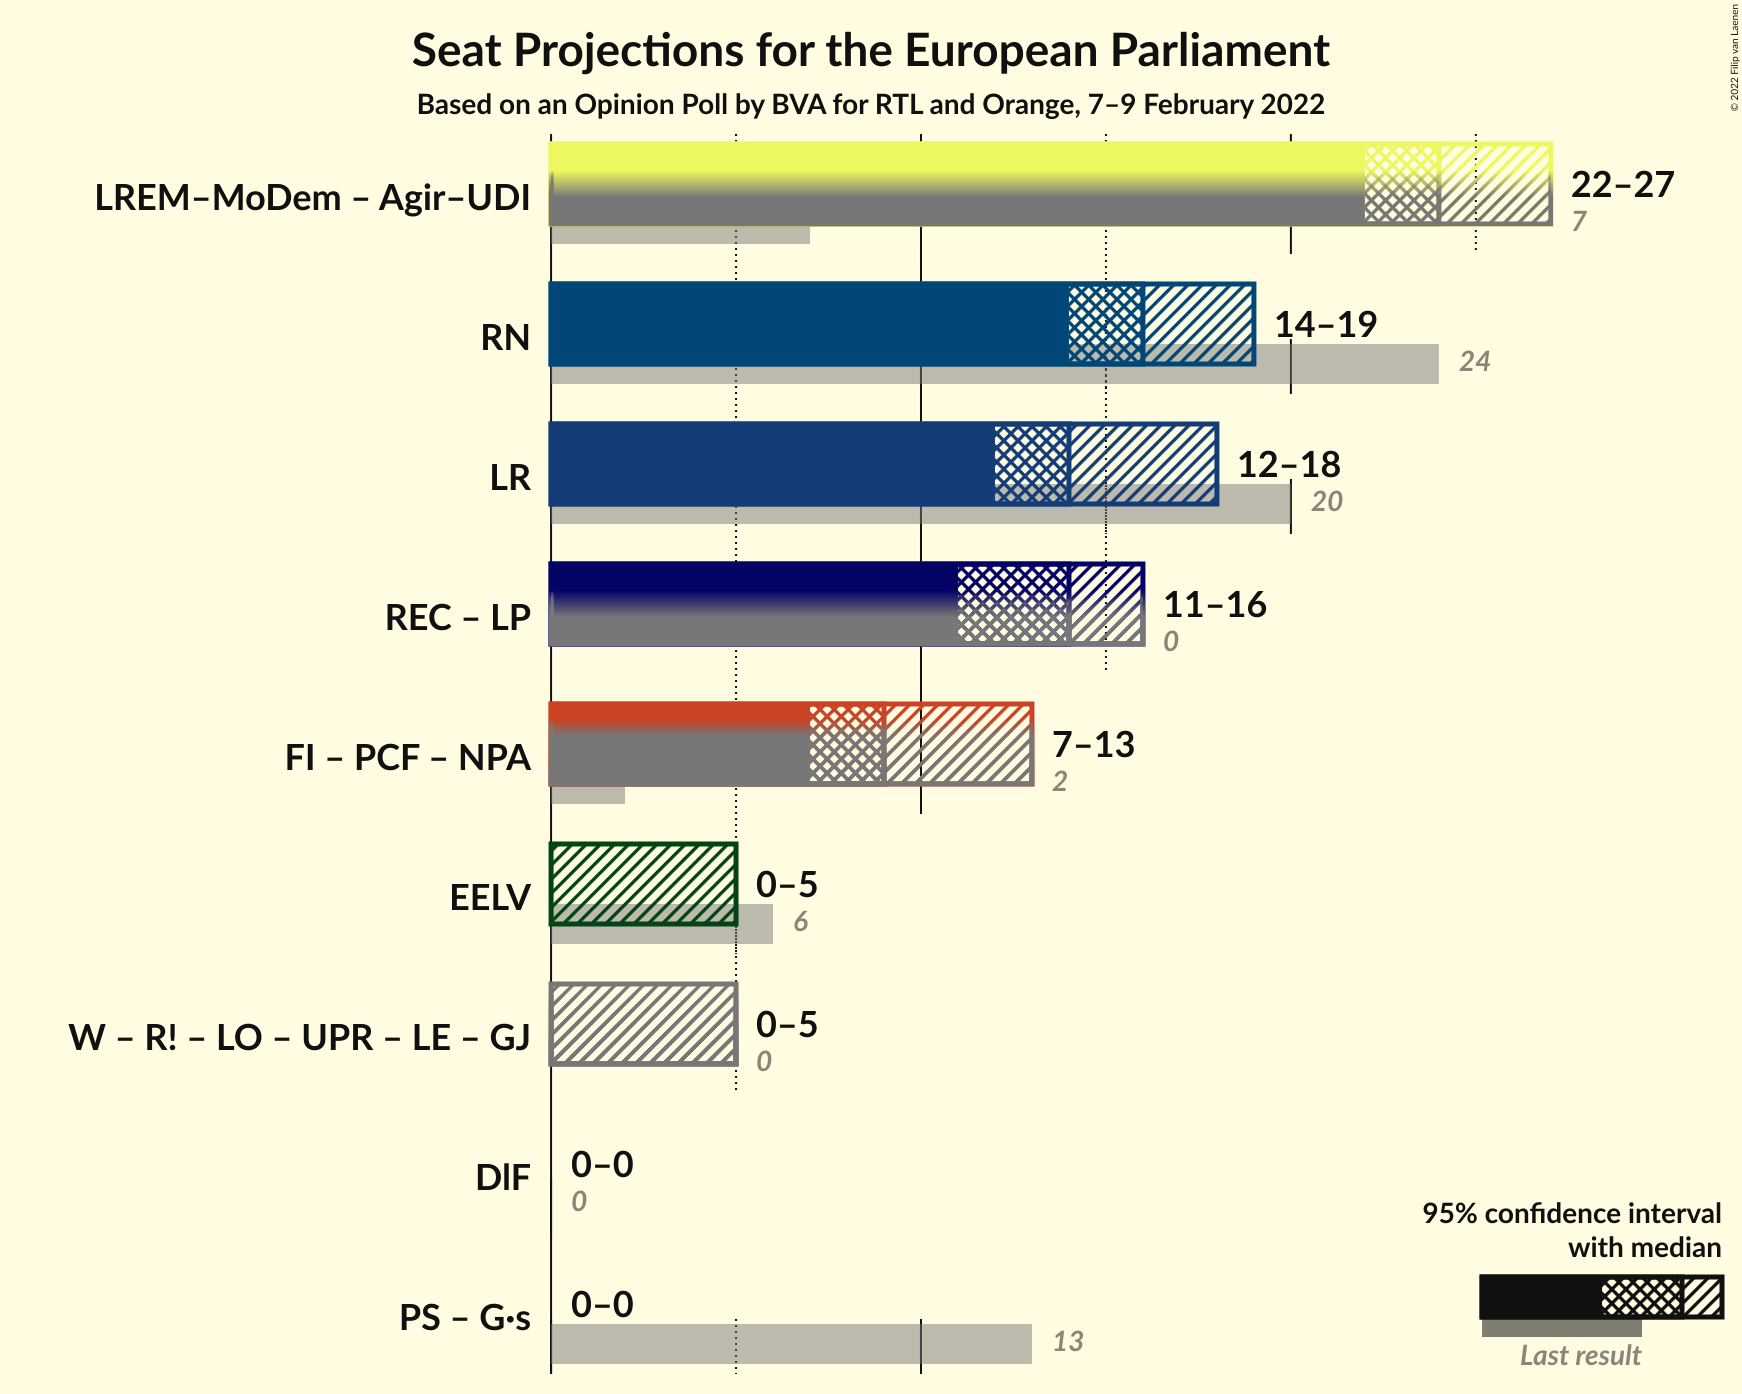 Seat Projections for the European Parliament
Based on an Opinion Poll by BVA for RTL and Orange, 7–9 February 2022
© 2022 Filip van Laenen
LREM–MoDem – Agir–UDI
22–27
7
RN
14–19
24
LR
12–18
20
REC – LP
11–16
0
FI – PCF – NPA
7–13
2
EELV
0–5
6
W – R! – LO – UPR – LE – GJ
0–5
0
DlF
0–0
0
PS – G·s
0–0
13
95% confidence interval
with median
Last result